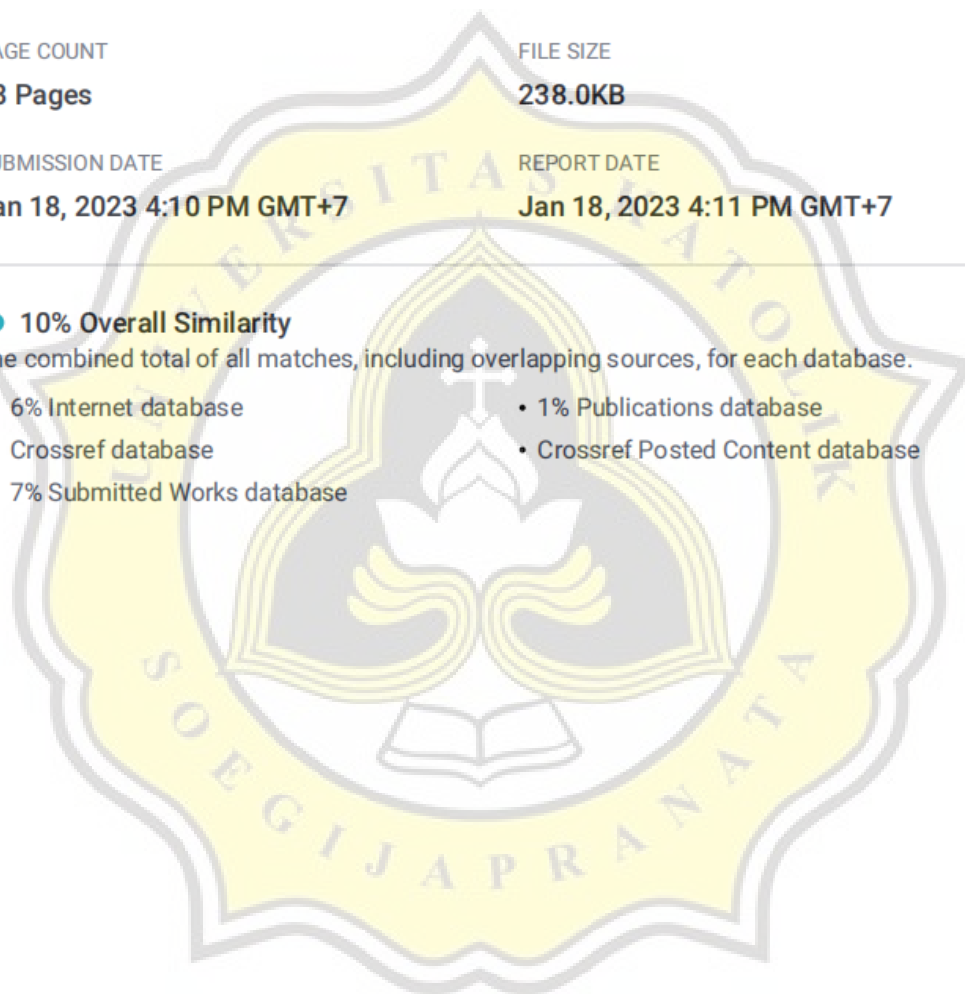 AGE COUNT
FILE SIZE
3 Pages
238.0KB
UBMISSION DATE
REPORT DATE
an 18, 2023 4:10 PM GMT+7
Jan 18, 2023 4:11 PM GMT+7
10% Overall Similarity
he combined total of all matches, including overlapping sources, for each database.
6% Internet database
• 1% Publications database
Crossref database
• Crossref Posted Content database
7% Submitted Works database
UNIVERSITAS KATOLIK
SOEGIJAPRANATA